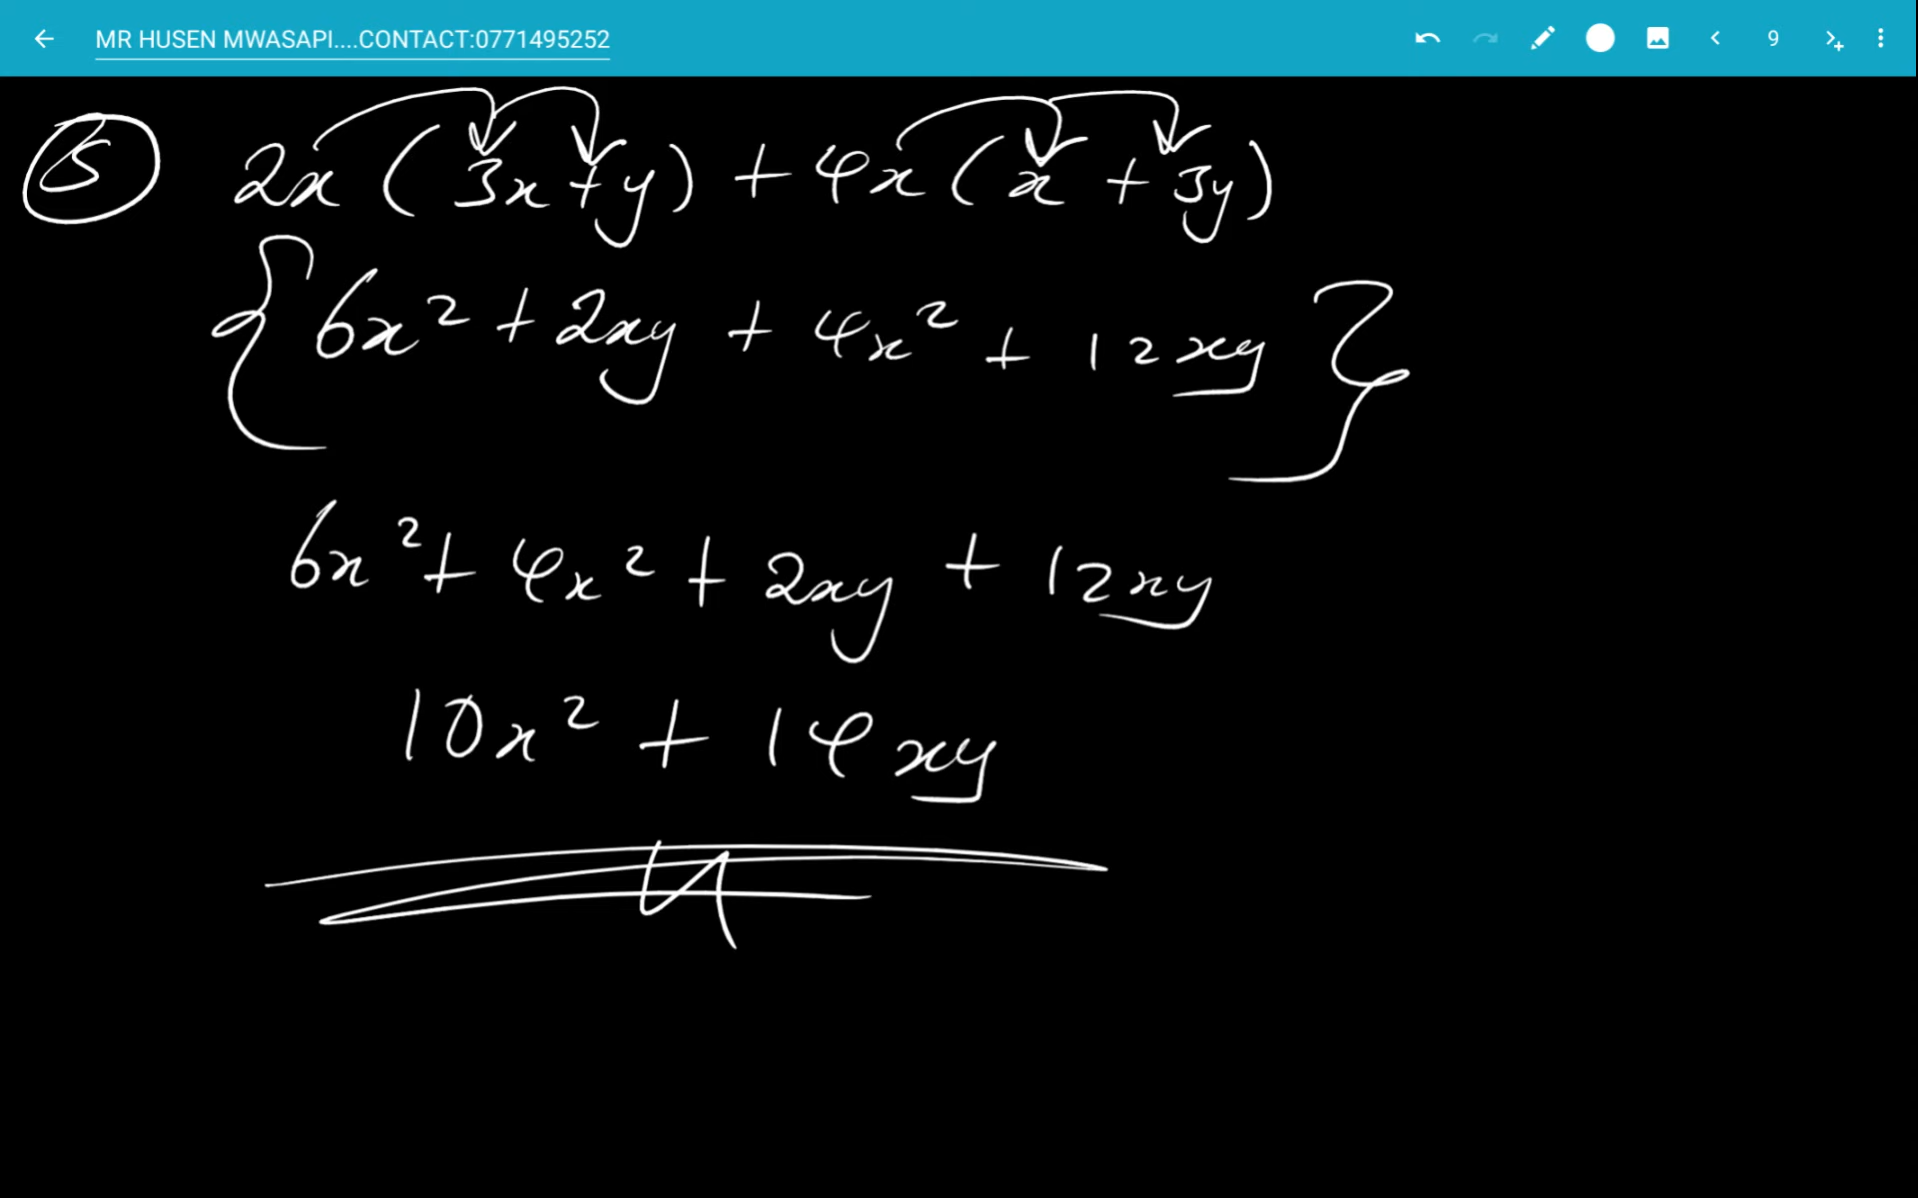 MR HUSEN MWASAPI....CONTACT:0771495252
9
5 2x(3x+y) + 4x(x + 3y)
{6x² + 2xy + 4x² + 12xy}
6x² + 4x² + 2xy + 12xy
10x² + 14xy